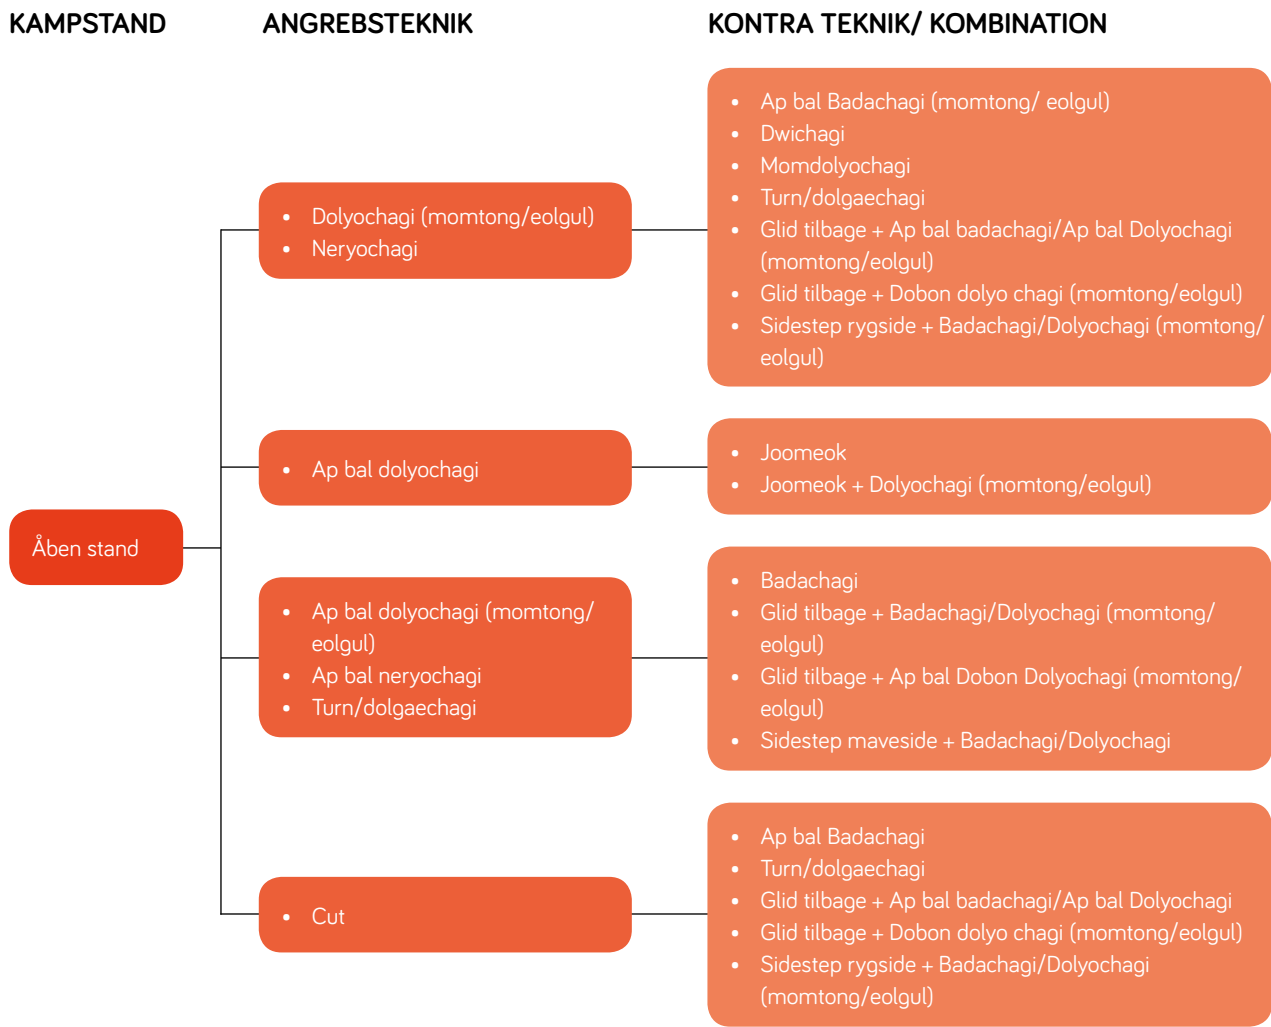 KAMPSTAND ANGREBSTEKNIK KONTRA TEKNIK/ KOMBINATION
Åben stand
• Dolyochagi (momtong/eolgul)
• Neryochagi
• Ap bal Badachagi (momtong/ eolgul)
• Dwichagi
• Momdolyochagi
• Turn/dolgaechagi
• Glid tilbage + Ap bal badachagi/Ap bal Dolyochagi
(momtong/eolgul)
• Glid tilbage + Dobon dolyo chagi (momtong/eolgul)
• Sidestep rygside + Badachagi/Dolyochagi (momtong/
eolgul)
• Ap bal dolyochagi
• Joomeok
• Joomeok + Dolyochagi (momtong/eolgul)
• Ap bal dolyochagi (momtong/
eolgul)
• Ap bal neryochagi
• Turn/dolgaechagi
• Badachagi
• Glid tilbage + Badachagi/Dolyochagi (momtong/
eolgul)
• Glid tilbage + Ap bal Dobon Dolyochagi (momtong/
eolgul)
• Sidestep maveside + Badachagi/Dolyochagi
• Cut
• Ap bal Badachagi
• Turn/dolgaechagi
• Glid tilbage + Ap bal badachagi/Ap bal Dolyochagi
• Glid tilbage + Dobon dolyo chagi (momtong/eolgul)
• Sidestep rygside + Badachagi/Dolyochagi
(momtong/eolgul)